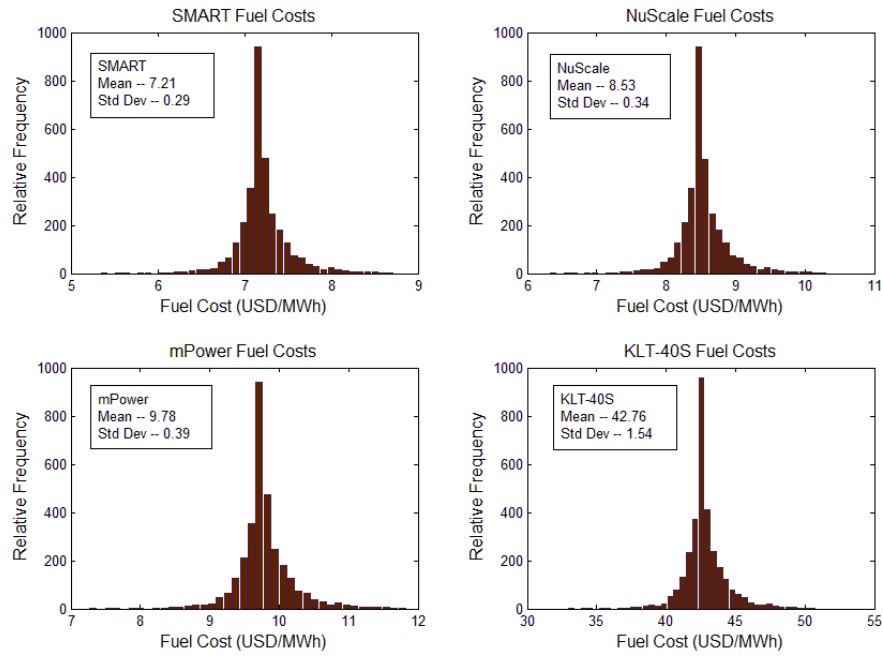 SMART Fuel Costs
1000
800
600
400
200
0
Relative Frequency
SMART
Mean -- 7.21
Std Dev -- 0.29
5 6 7 8 9
Fuel Cost (USD/MWh)
NuScale Fuel Costs
1000
800
600
400
200
0
Relative Frequency
NuScale
Mean -- 8.53
Std Dev -- 0.34
6 7 8 9 10 11
Fuel Cost (USD/MWh)
mPower Fuel Costs
1000
800
600
400
200
0
Relative Frequency
mPower
Mean -- 9.78
Std Dev -- 0.39
7 8 9 10 11 12
Fuel Cost (USD/MWh)
KLT-40S Fuel Costs
1000
800
600
400
200
0
Relative Frequency
KLT-40S
Mean -- 42.76
Std Dev -- 1.54
30 35 40 45 50 55
Fuel Cost (USD/MWh)